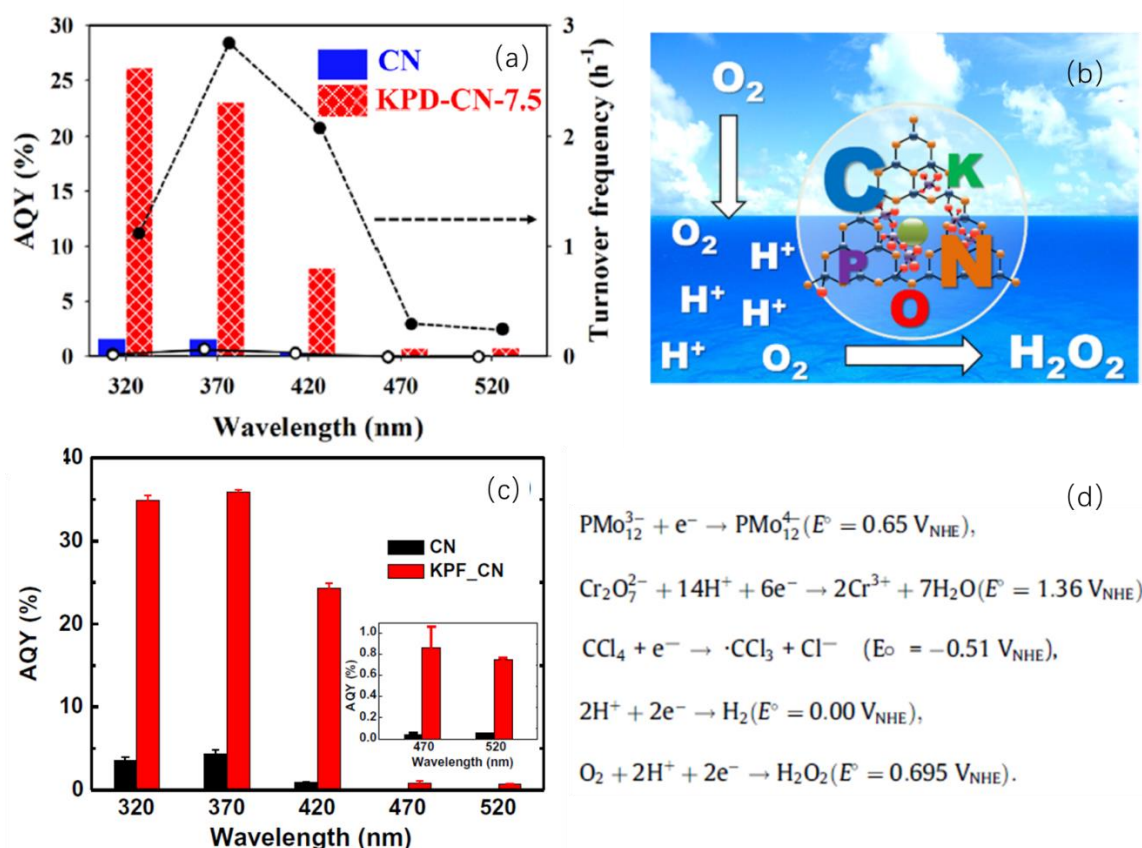 (a)
CN
KPD-CN-7.5
AQY (%)
30
25
20
15
10
5
0
3
2
1
0
Turnover frequency (h⁻¹)
320 370 420 470 520
Wavelength (nm)
(b)
O₂
O₂ H⁺
H⁺ H⁺
H⁺ O₂
C K
P N
O
H₂O₂
(c)
CN
KPF_CN
AQY (%)
40
35
30
25
20
15
10
5
0
320 370 420 470 520
Wavelength (nm)
AQY (%)
1.0
0.8
0.6
0.4
0.2
0.0
470 520
Wavelength (nm)
(d)
PMo₁₂³⁻ + e⁻ → PMo₁₂⁴⁻(E° = 0.65 V_NHE),
Cr₂O₇²⁻ + 14H⁺ + 6e⁻ → 2Cr³⁺ + 7H₂O(E° = 1.36 V_NHE)
CCl₄ + e⁻ → ·CCl₃ + Cl⁻ (E○ = −0.51 V_NHE),
2H⁺ + 2e⁻ → H₂(E° = 0.00 V_NHE),
O₂ + 2H⁺ + 2e⁻ → H₂O₂(E° = 0.695 V_NHE).